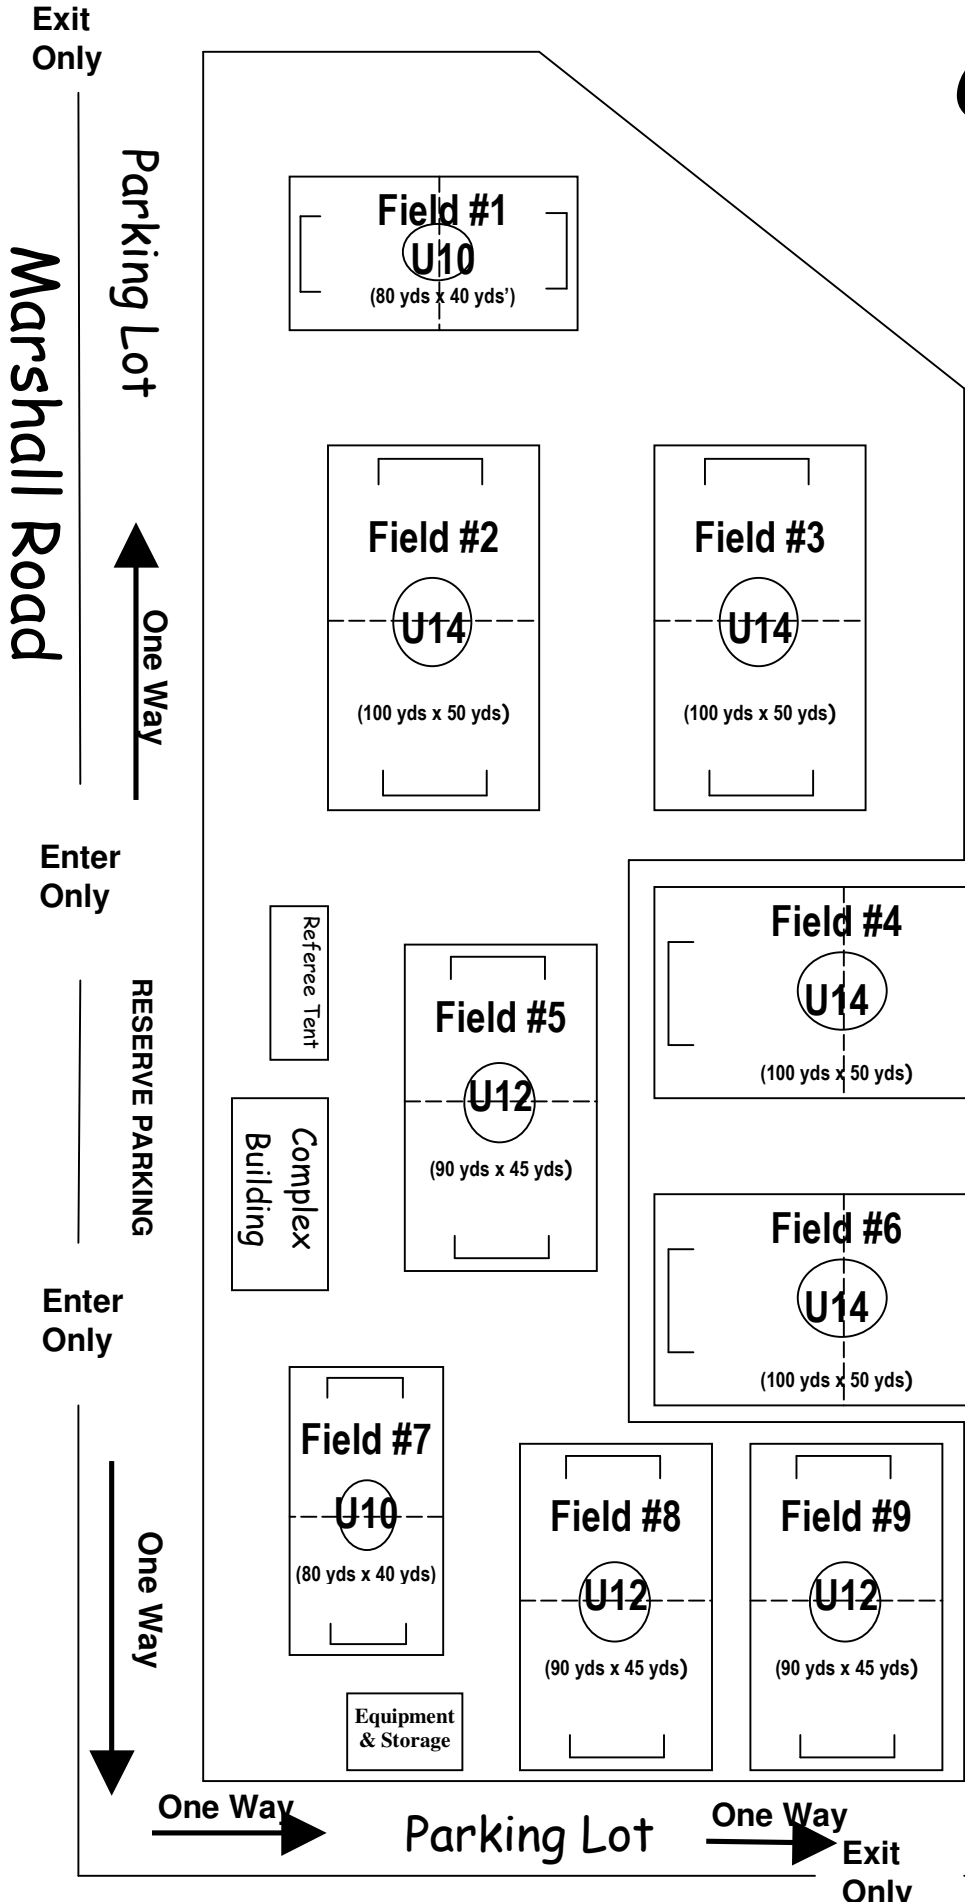 Exit
Only
Parking Lot
Marshall Road
Field #1
U10
(80 yds x 40 yds')
Field #2
U14
(100 yds x 50 yds)
Field #3
U14
(100 yds x 50 yds)
One Way
Enter
Only
Referee Tent
RESERVE PARKING
Complex
Building
Field #4
U14
(100 yds x 50 yds)
Field #5
U12
(90 yds x 45 yds)
Field #6
U14
(100 yds x 50 yds)
Enter
Only
Field #7
U10
(80 yds x 40 yds)
Field #8
U12
(90 yds x 45 yds)
Field #9
U12
(90 yds x 45 yds)
One Way
Equipment
& Storage
One Way
Parking Lot
One Way
Exit
Only